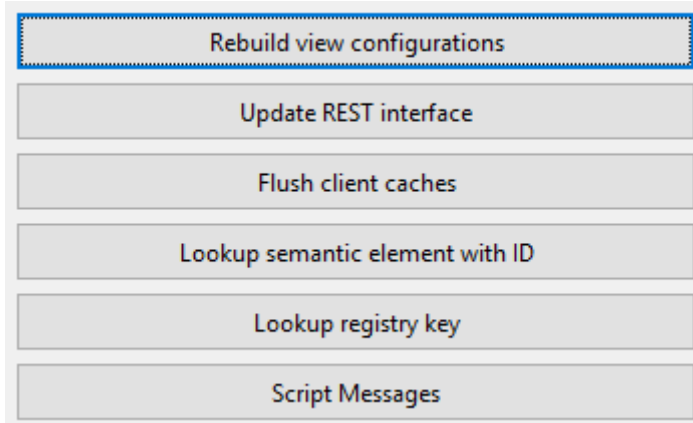 Rebuild view configurations
Update REST interface
Flush client caches
Lookup semantic element with ID
Lookup registry key
Script Messages